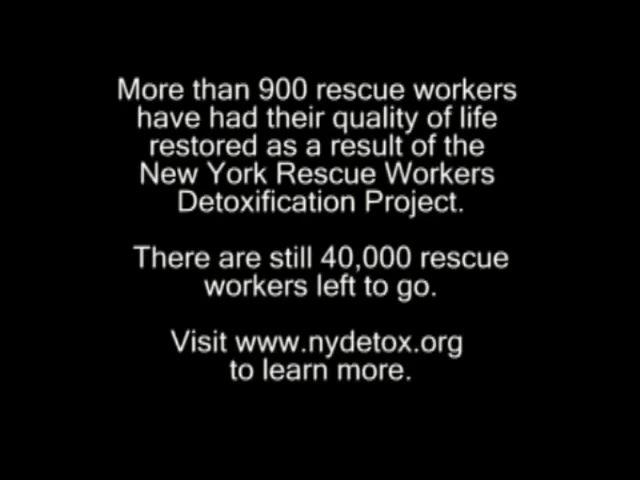 More than 900 rescue workers
have had their quality of life
restored as a result of the
New York Rescue Workers
Detoxification Project.
There are still 40,000 rescue
workers left to go.
Visit www.nydetox.org
to learn more.